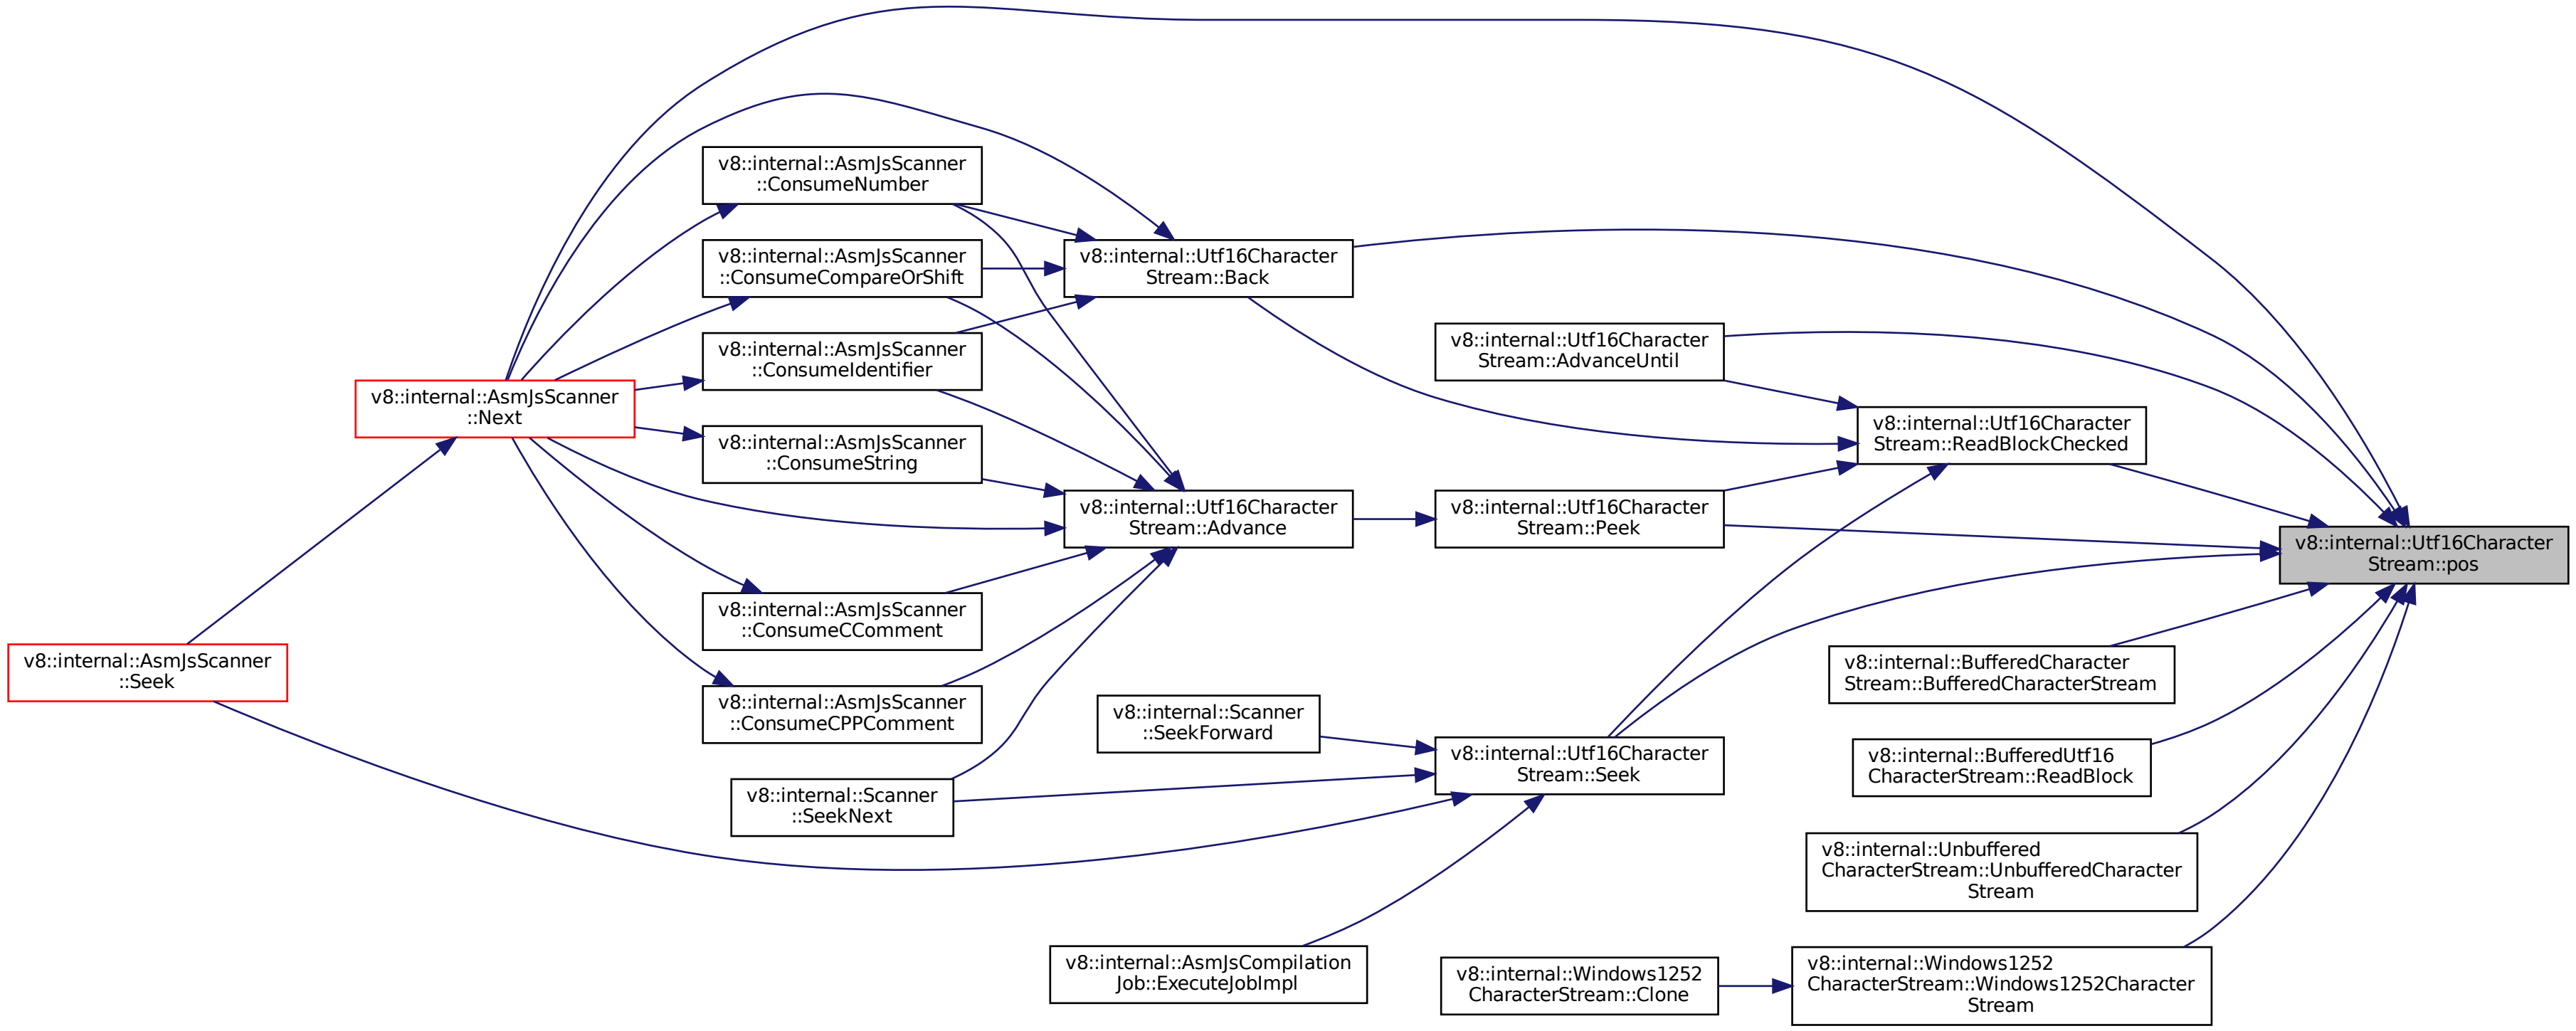 v8::internal::AsmJsScanner
::ConsumeNumber
v8::internal::AsmJsScanner
::ConsumeCompareOrShift
v8::internal::Utf16Character
Stream::Back
v8::internal::AsmJsScanner
::ConsumeIdentifier
v8::internal::Utf16Character
Stream::AdvanceUntil
v8::internal::AsmJsScanner
::Next
v8::internal::Utf16Character
Stream::ReadBlockChecked
v8::internal::AsmJsScanner
::ConsumeString
v8::internal::Utf16Character
Stream::Advance
v8::internal::Utf16Character
Stream::Peek
v8::internal::Utf16Character
Stream::pos
v8::internal::AsmJsScanner
::ConsumeCComment
v8::internal::AsmJsScanner
::Seek
v8::internal::BufferedCharacter
Stream::BufferedCharacterStream
v8::internal::AsmJsScanner
::ConsumeCPPComment
v8::internal::Scanner
::SeekForward
v8::internal::Utf16Character
Stream::Seek
v8::internal::BufferedUtf16
CharacterStream::ReadBlock
v8::internal::Scanner
::SeekNext
v8::internal::Unbuffered
CharacterStream::UnbufferedCharacter
Stream
v8::internal::AsmJsCompilation
Job::ExecuteJobImpl
v8::internal::Windows1252
CharacterStream::Clone
v8::internal::Windows1252
CharacterStream::Windows1252Character
Stream